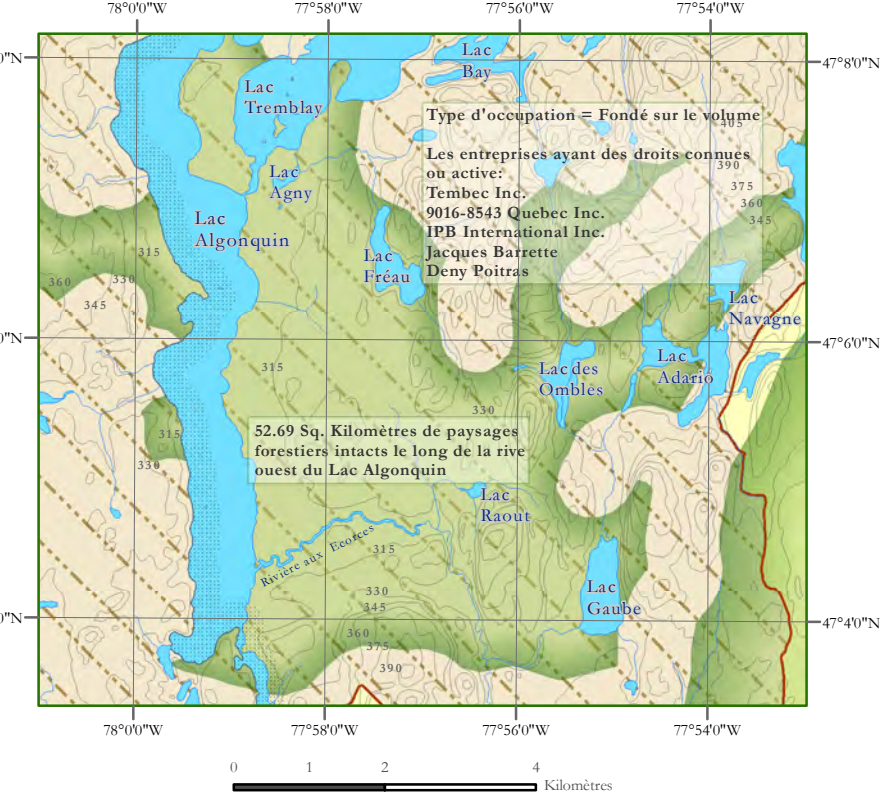 78°0'0"W
77°58'0"W
77°56'0"W
77°54'0"W
0"N
47°8'0"N
Lac
Bay
Lac
Tremblay
Type d'occupation = Fondé sur le volume
405
Les entreprises ayant des droits connues
ou active:
Tembec Inc.
9016-8543 Quebec Inc.
IPB International Inc.
Jacques Barrette
Deny Poitras
390
375
360
345
Lac
Agny
Lac
Algonquin
Lac
Fréau
315
360
330
345
Lac
Navagne
0"N
47°6'0"N
315
Lac des
Ombles
Lac
Adario
330
52.69 Sq. Kilomètres de paysages
forestiers intacts le long de la rive
ouest du Lac Algonquin
315
330
Lac
Raout
Rivière aux Ecorces
315
330
345
360
375
390
Lac
Gaube
0"N
47°4'0"N
78°0'0"W
77°58'0"W
77°56'0"W
77°54'0"W
0
1
2
4
Kilomètres